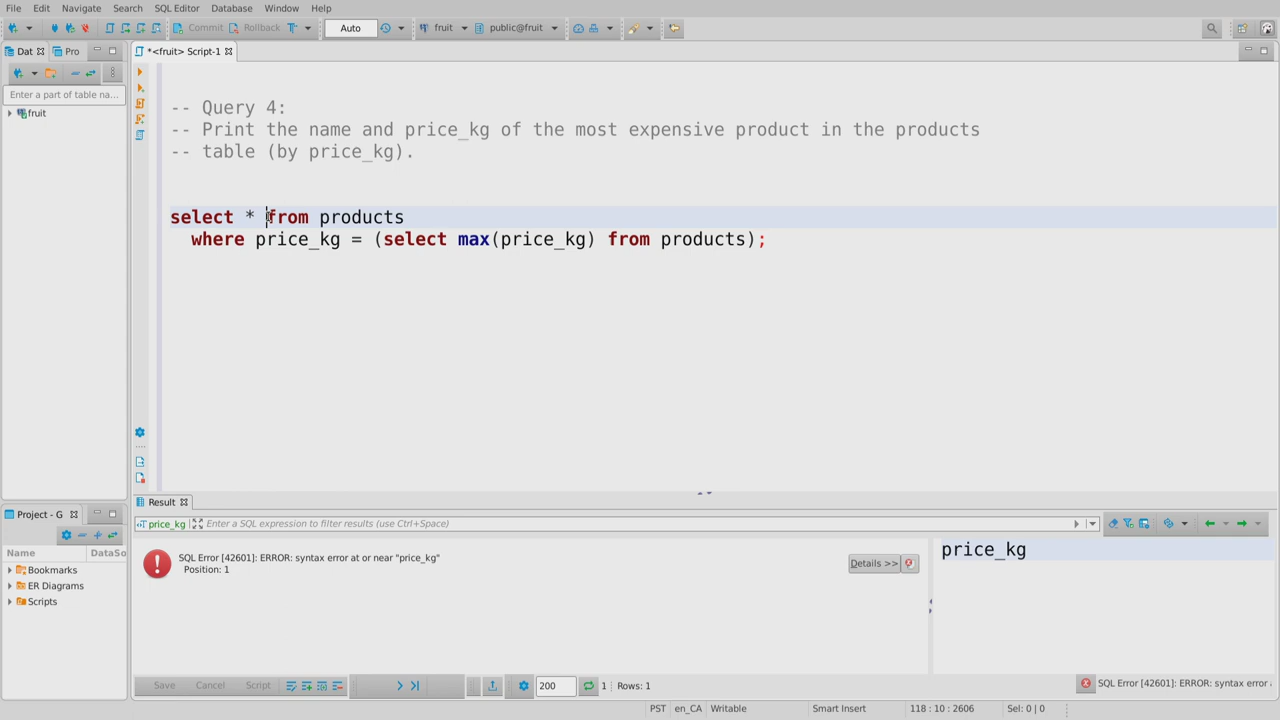 File Edit Navigate Search SQL Editor Database Window Help
Commit Rollback Auto fruit public@fruit
Dat Pro *<fruit> Script-1
Enter a part of table na...
fruit
-- Query 4:
-- Print the name and price_kg of the most expensive product in the products
-- table (by price_kg).
select * from products
where price_kg = (select max(price_kg) from products);
Project - G
Name DataSo
Bookmarks
ER Diagrams
Scripts
Result
price_kg Enter a SQL expression to filter results (use Ctrl+Space)
SQL Error [42601]: ERROR: syntax error at or near "price_kg"
Position: 1
Details >>
price_kg
Save Cancel Script 200 1 Rows: 1
SQL Error [42601]: ERROR: syntax error
PST en_CA Writable Smart Insert 118 : 10 : 2606 Sel: 0 | 0